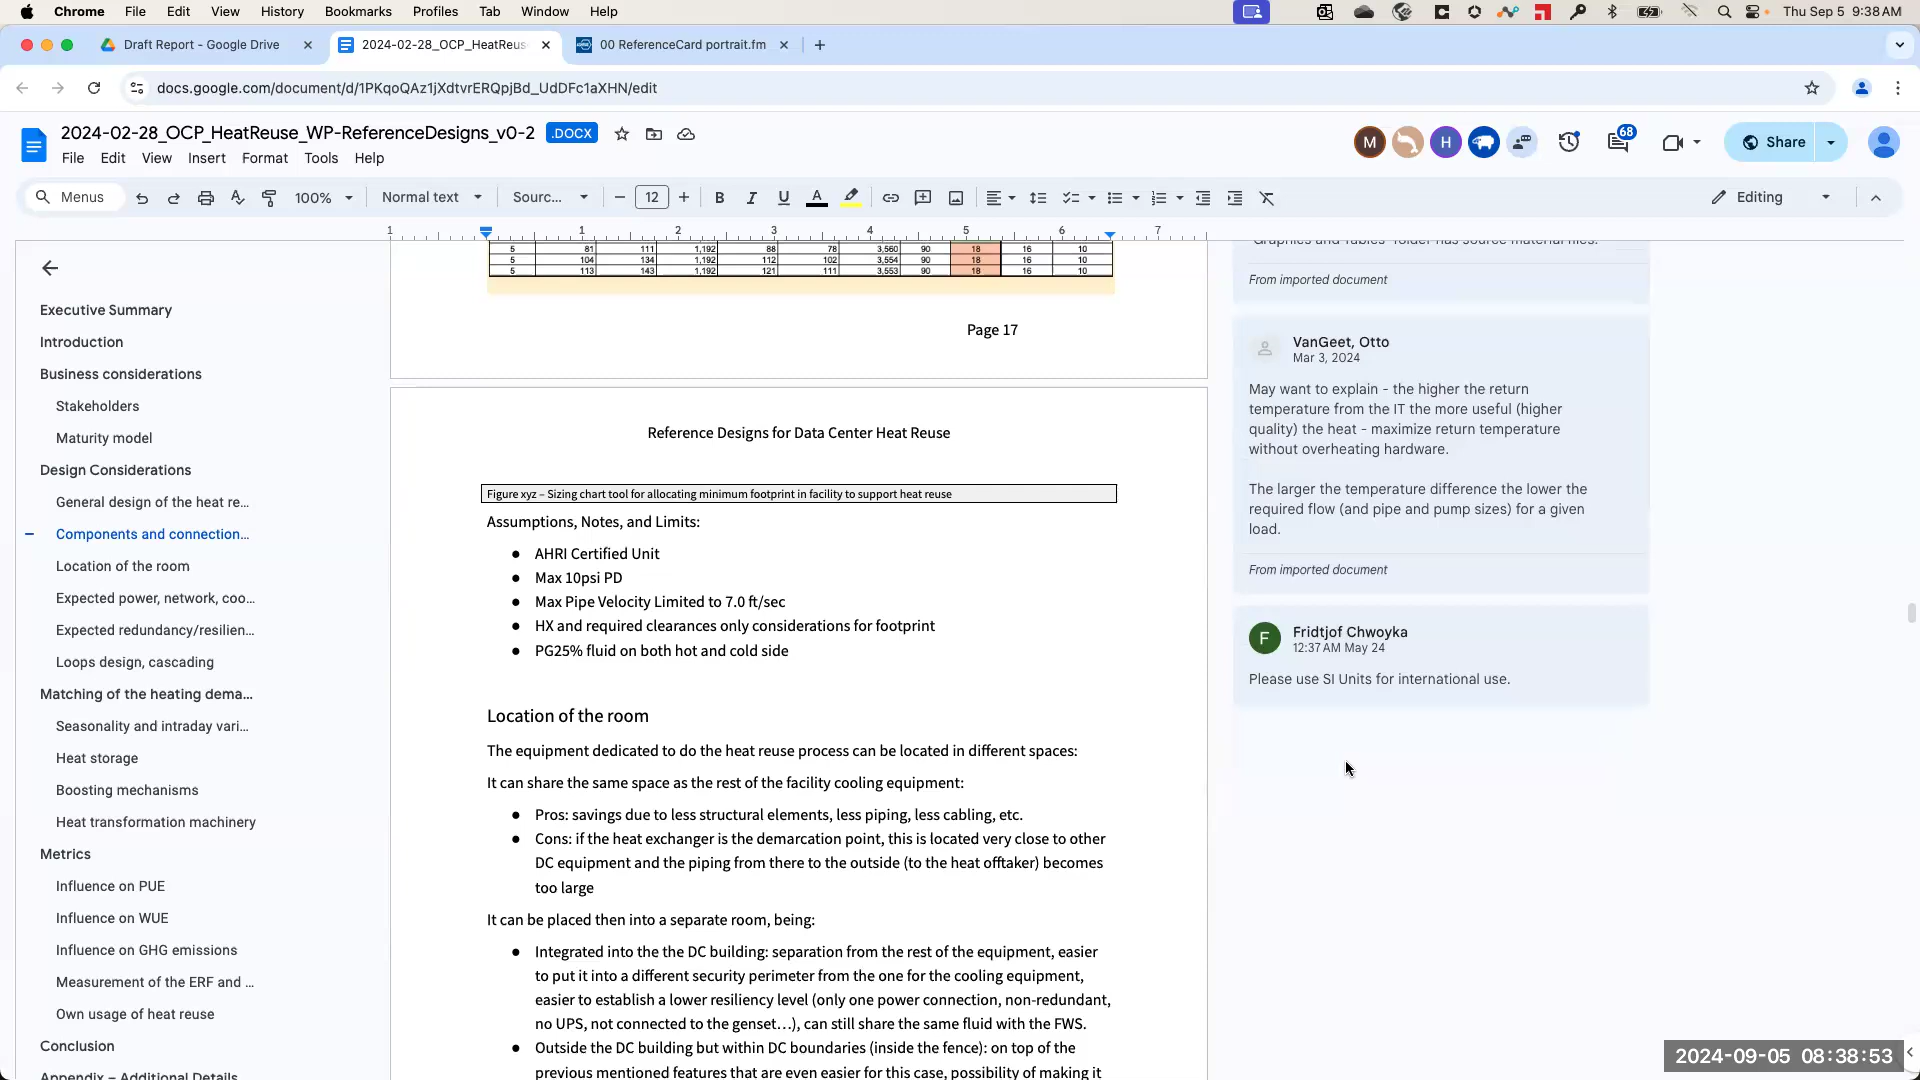 Chrome File Edit View History Bookmarks Profiles Tab Window Help Thu Sep 5 9:38 AM
Draft Report - Google Drive 2024-02-28_OCP_HeatReus 00 ReferenceCard portrait.fm
docs.google.com/document/d/1PKqoQAz1jXdtvrERQpjBd_UdDFc1aXHN/edit
2024-02-28_OCP_HeatReuse_WP-ReferenceDesigns_v0-2 .DOCX
M H 68 Share
File Edit View Insert Format Tools Help
Menus 100% Normal text Sourc... 12 B I U A Editing
1 1 2 3 4 5 6 7
5 81 111 1,192 88 78 3,560 90 18 16 10
5 104 134 1,192 112 102 3,554 90 18 16 10
5 113 143 1,192 121 111 3,553 90 18 16 10
Page 17
Executive Summary
Introduction
Business considerations
Stakeholders
Maturity model
Design Considerations
General design of the heat re...
Components and connection...
Location of the room
Expected power, network, coo...
Expected redundancy/resilien...
Loops design, cascading
Matching of the heating dema...
Seasonality and intraday vari...
Heat storage
Boosting mechanisms
Heat transformation machinery
Metrics
Influence on PUE
Influence on WUE
Influence on GHG emissions
Measurement of the ERF and ...
Own usage of heat reuse
Conclusion
Appendix – Additional Details
Reference Designs for Data Center Heat Reuse
Figure xyz – Sizing chart tool for allocating minimum footprint in facility to support heat reuse
Assumptions, Notes, and Limits:
● AHRI Certified Unit
● Max 10psi PD
● Max Pipe Velocity Limited to 7.0 ft/sec
● HX and required clearances only considerations for footprint
● PG25% fluid on both hot and cold side
Location of the room
The equipment dedicated to do the heat reuse process can be located in different spaces:
It can share the same space as the rest of the facility cooling equipment:
● Pros: savings due to less structural elements, less piping, less cabling, etc.
● Cons: if the heat exchanger is the demarcation point, this is located very close to other
DC equipment and the piping from there to the outside (to the heat offtaker) becomes
too large
It can be placed then into a separate room, being:
● Integrated into the the DC building: separation from the rest of the equipment, easier
to put it into a different security perimeter from the one for the cooling equipment,
easier to establish a lower resiliency level (only one power connection, non-redundant,
no UPS, not connected to the genset…), can still share the same fluid with the FWS.
● Outside the DC building but within DC boundaries (inside the fence): on top of the
previous mentioned features that are even easier for this case, possibility of making it
"Graphics and Tables" folder has source material files.
From imported document
VanGeet, Otto
Mar 3, 2024
May want to explain - the higher the return
temperature from the IT the more useful (higher
quality) the heat - maximize return temperature
without overheating hardware.
The larger the temperature difference the lower the
required flow (and pipe and pump sizes) for a given
load.
From imported document
F Fridtjof Chwoyka
12:37 AM May 24
Please use SI Units for international use.
2024-09-05 08:38:53